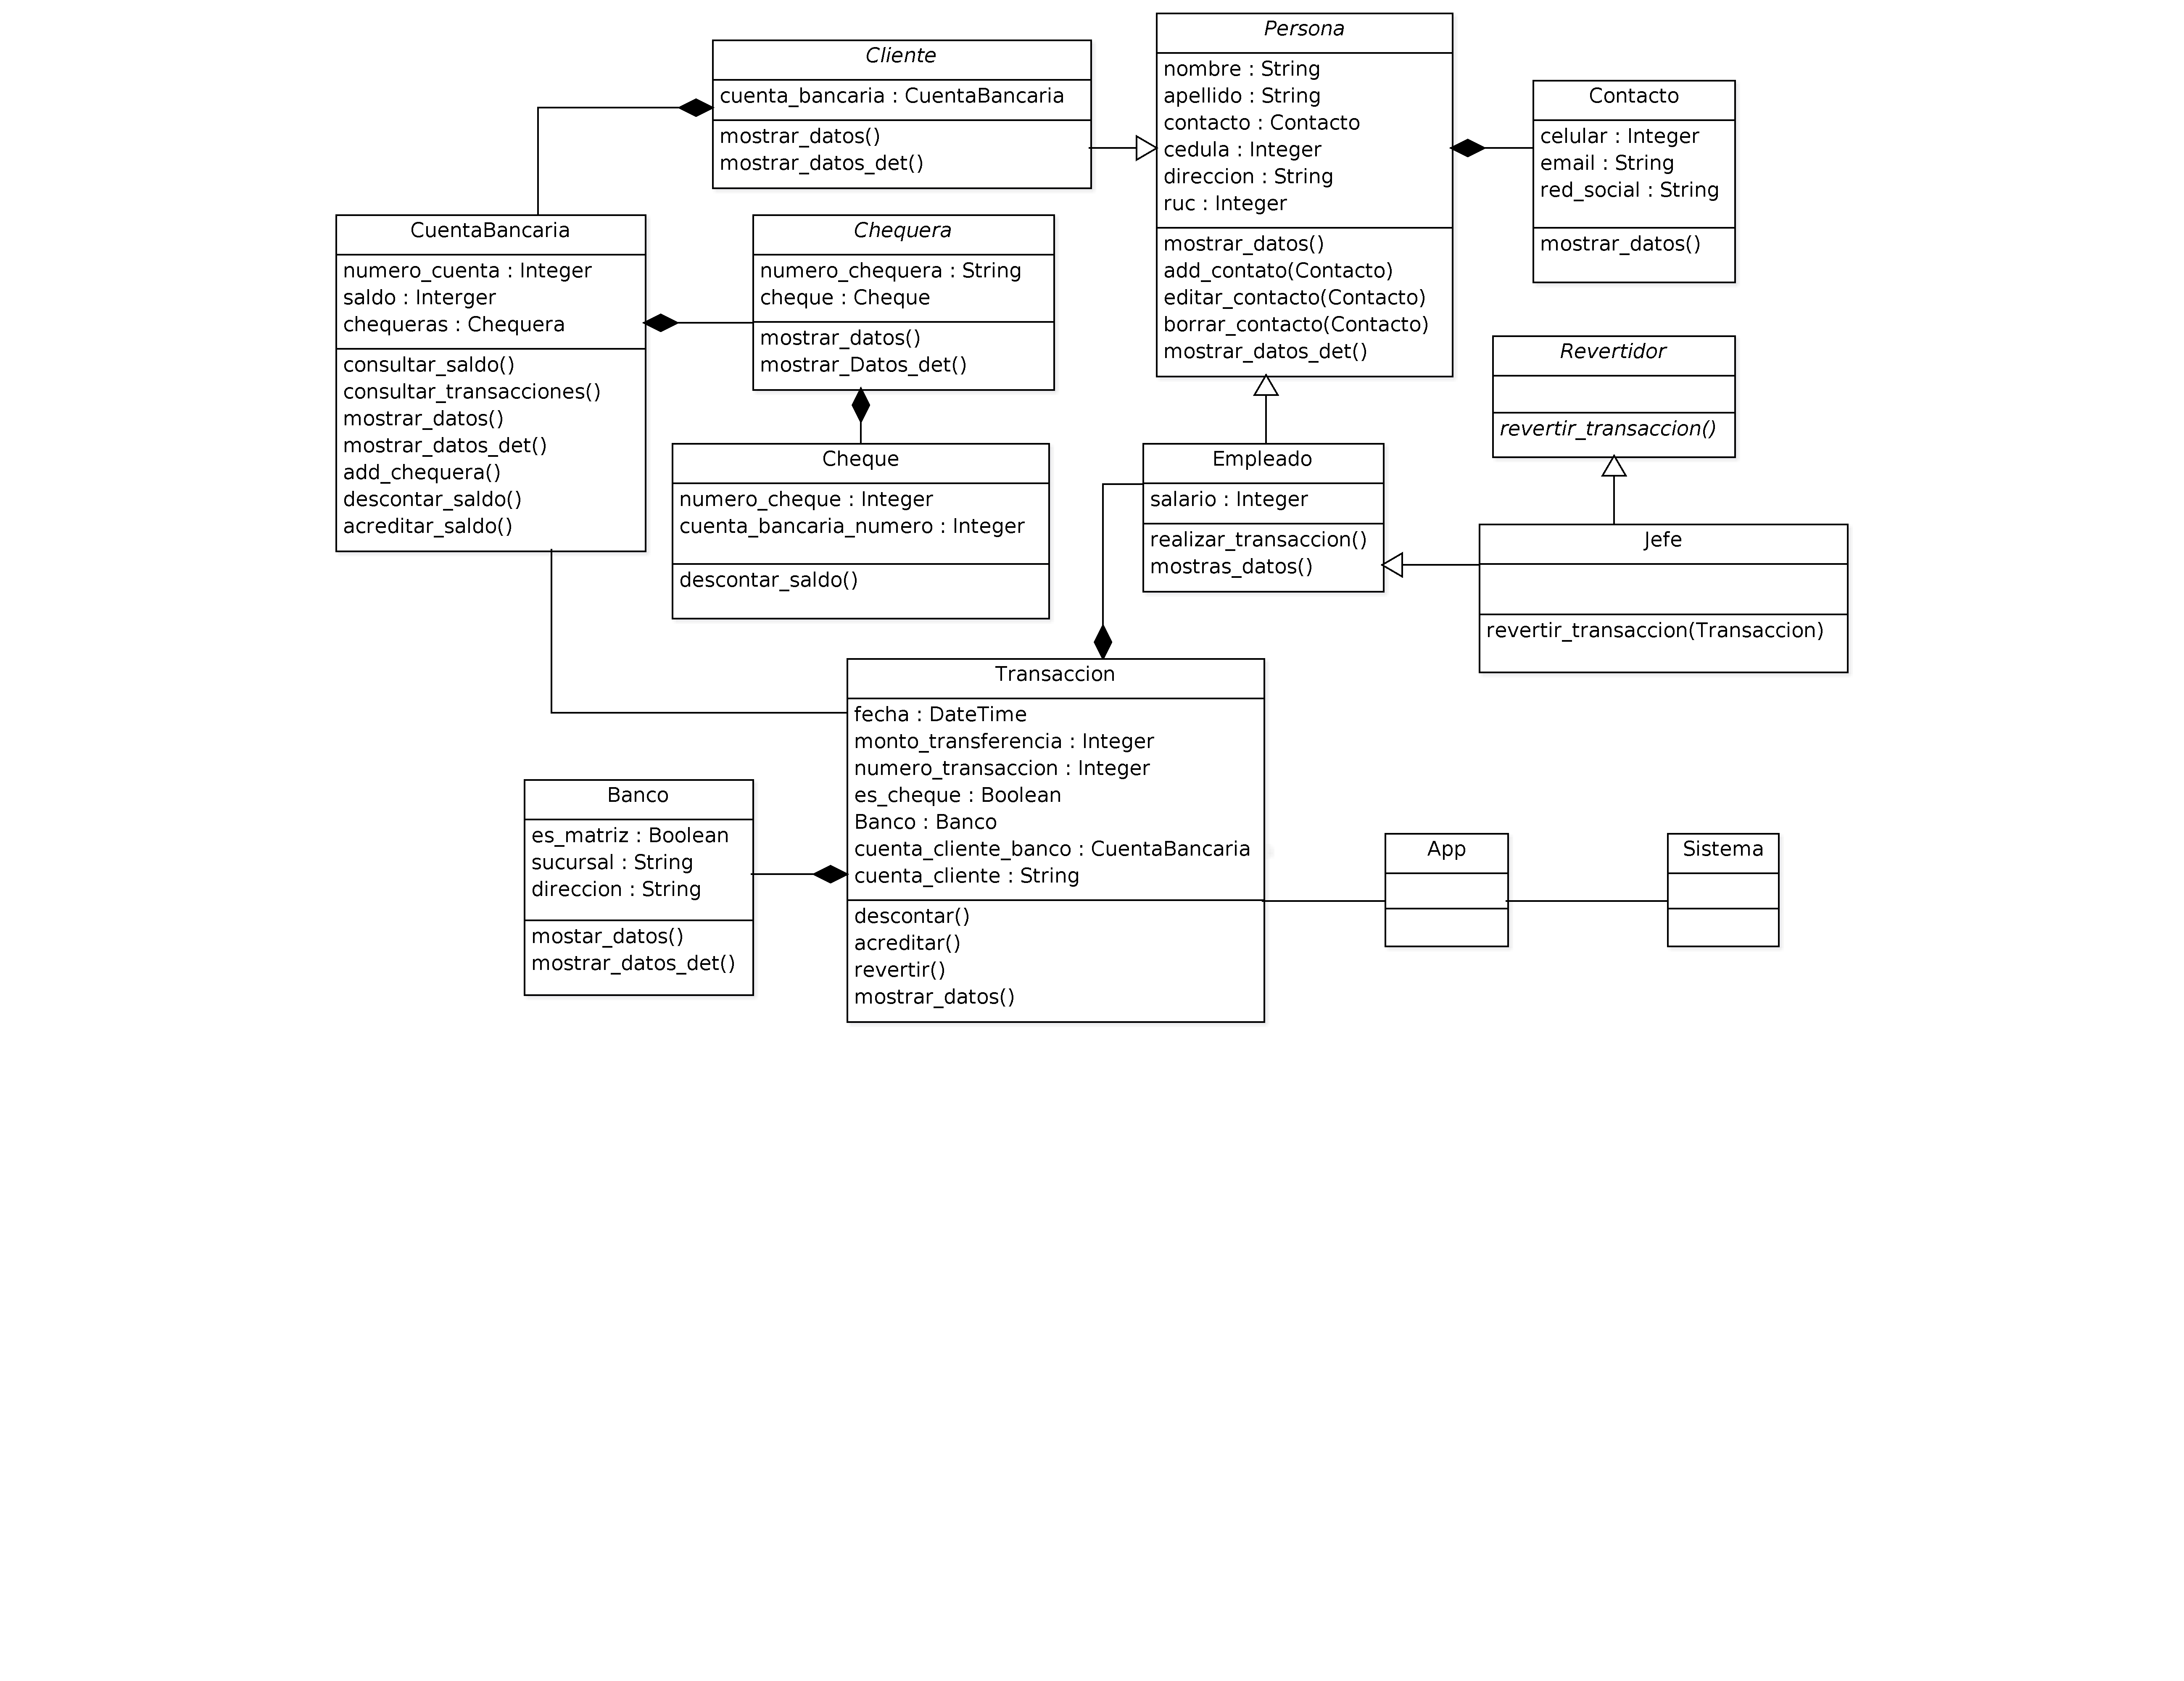 Cliente
cuenta_bancaria : CuentaBancaria
mostrar_datos()
mostrar_datos_det()
Persona
nombre : String
apellido : String
contacto : Contacto
cedula : Integer
direccion : String
ruc : Integer
mostrar_datos()
add_contato(Contacto)
editar_contacto(Contacto)
borrar_contacto(Contacto)
mostrar_datos_det()
Contacto
celular : Integer
email : String
red_social : String
mostrar_datos()
CuentaBancaria
numero_cuenta : Integer
saldo : Interger
chequeras : Chequera
consultar_saldo()
consultar_transacciones()
mostrar_datos()
mostrar_datos_det()
add_chequera()
descontar_saldo()
acreditar_saldo()
Chequera
numero_chequera : String
cheque : Cheque
mostrar_datos()
mostrar_Datos_det()
Revertidor
revertir_transaccion()
Cheque
numero_cheque : Integer
cuenta_bancaria_numero : Integer
descontar_saldo()
Empleado
salario : Integer
realizar_transaccion()
mostras_datos()
Jefe
revertir_transaccion(Transaccion)
Transaccion
fecha : DateTime
monto_transferencia : Integer
numero_transaccion : Integer
es_cheque : Boolean
Banco : Banco
cuenta_cliente_banco : CuentaBancaria
cuenta_cliente : String
descontar()
acreditar()
revertir()
mostrar_datos()
Banco
es_matriz : Boolean
sucursal : String
direccion : String
mostar_datos()
mostrar_datos_det()
App
Sistema